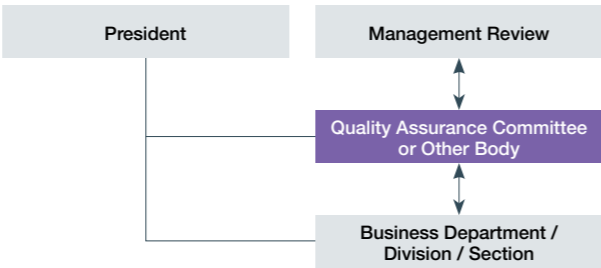 President
Management Review
Quality Assurance Committee
or Other Body
Business Department /
Division / Section